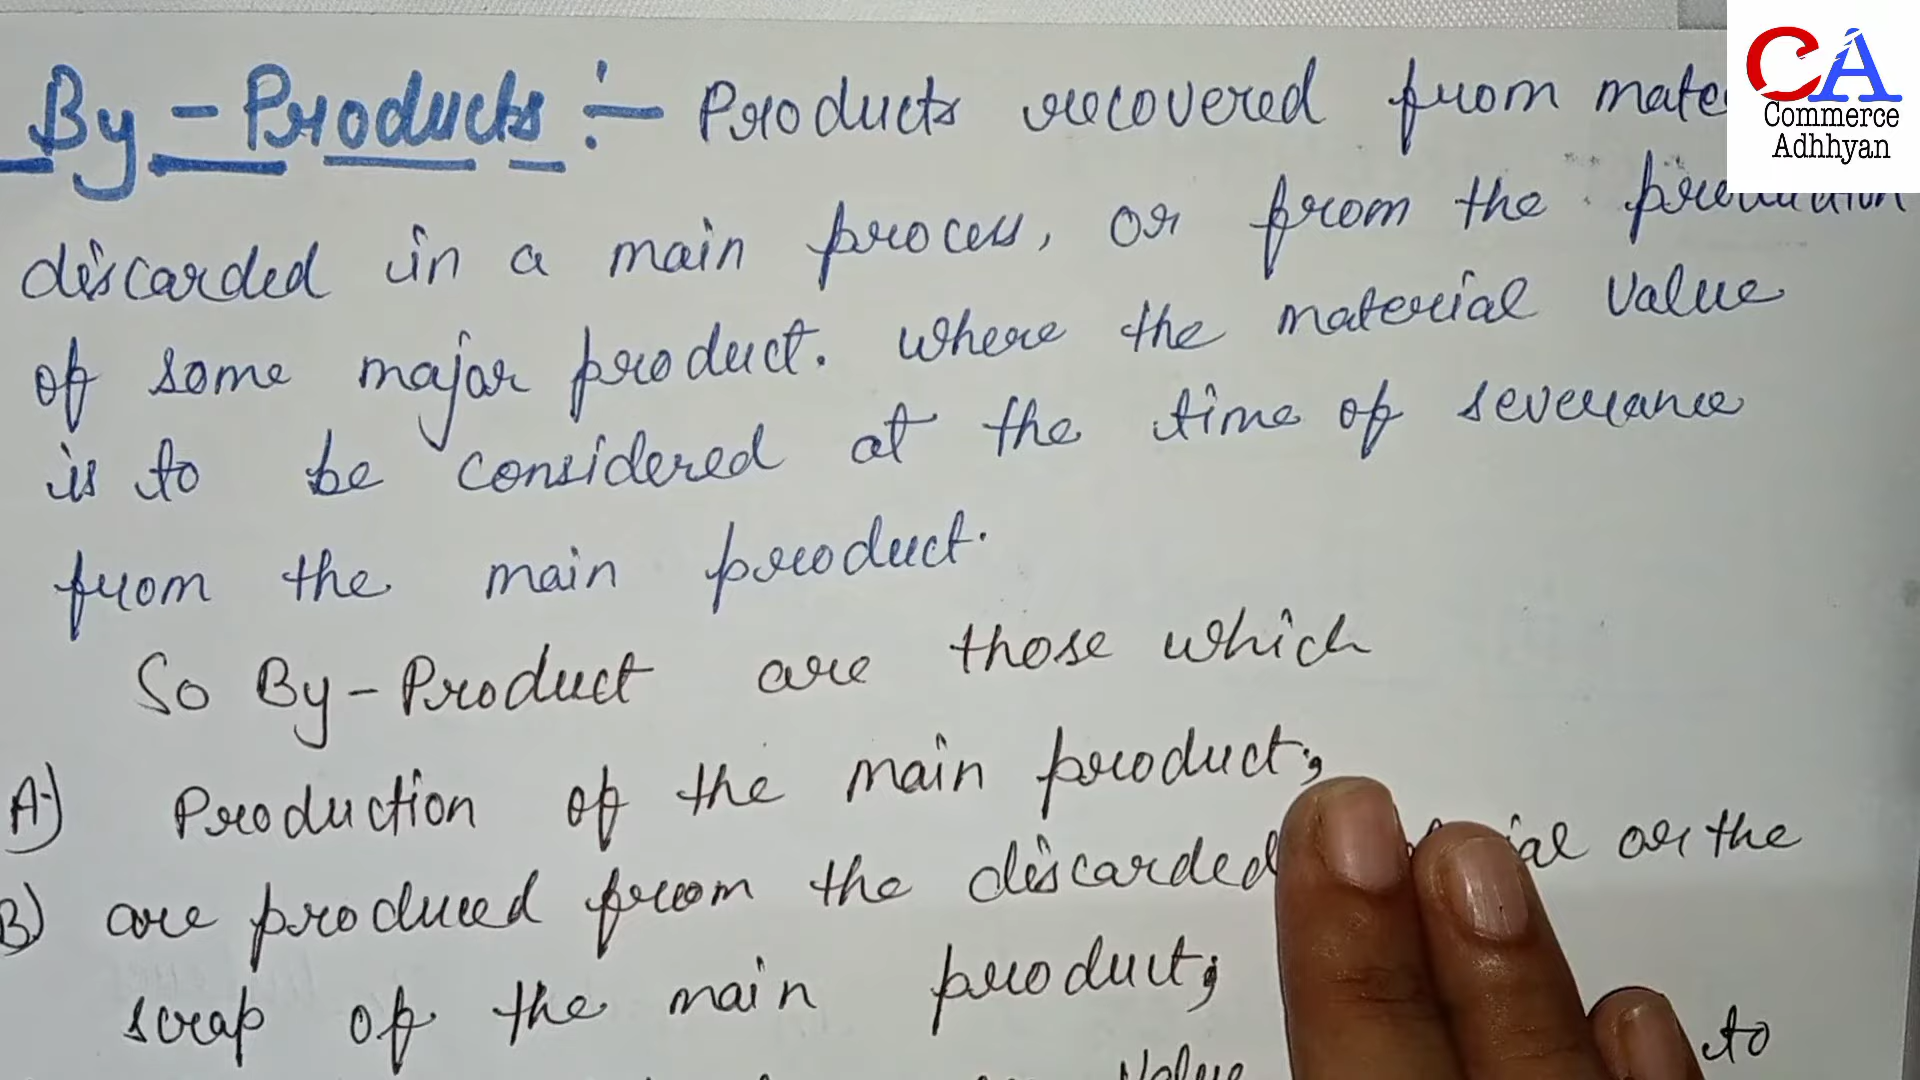 By-Products :- Products recovered from
discarded in a main process, or from the production
of some major product. Where the material value
is to be considered at the time of severance
from the main product.
So By-Product are those which
A) Production of the main product;
B) are produced from the discarded or the
scrap of the main product;
Value to
CA
Commerce
Adhhyan